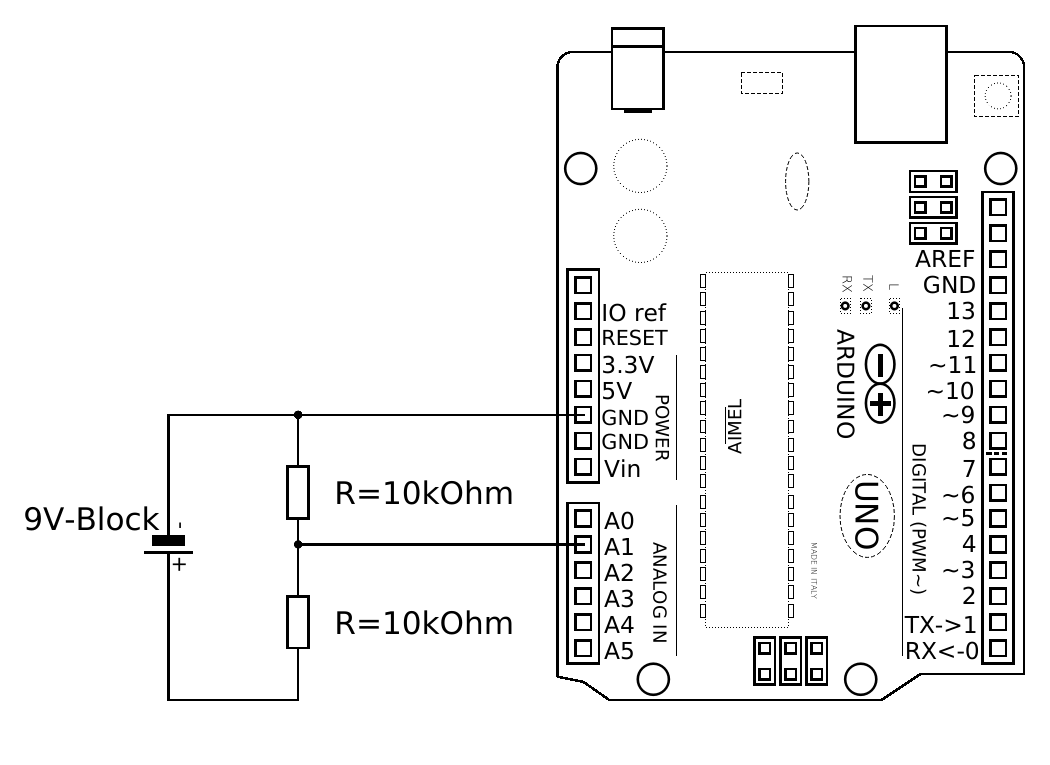 9V-Block
-
+
R=10kOhm
R=10kOhm
IO ref
RESET
3.3V
5V
GND
GND
Vin
POWER
A0
A1
A2
A3
A4
A5
ANALOG IN
AIMEL
MADE IN ITALY
RX
TX
L
ARDUINO
UNO
AREF
GND
13
12
~11
~10
~9
8
7
~6
~5
4
~3
2
TX->1
RX<-0
DIGITAL (PWM~)